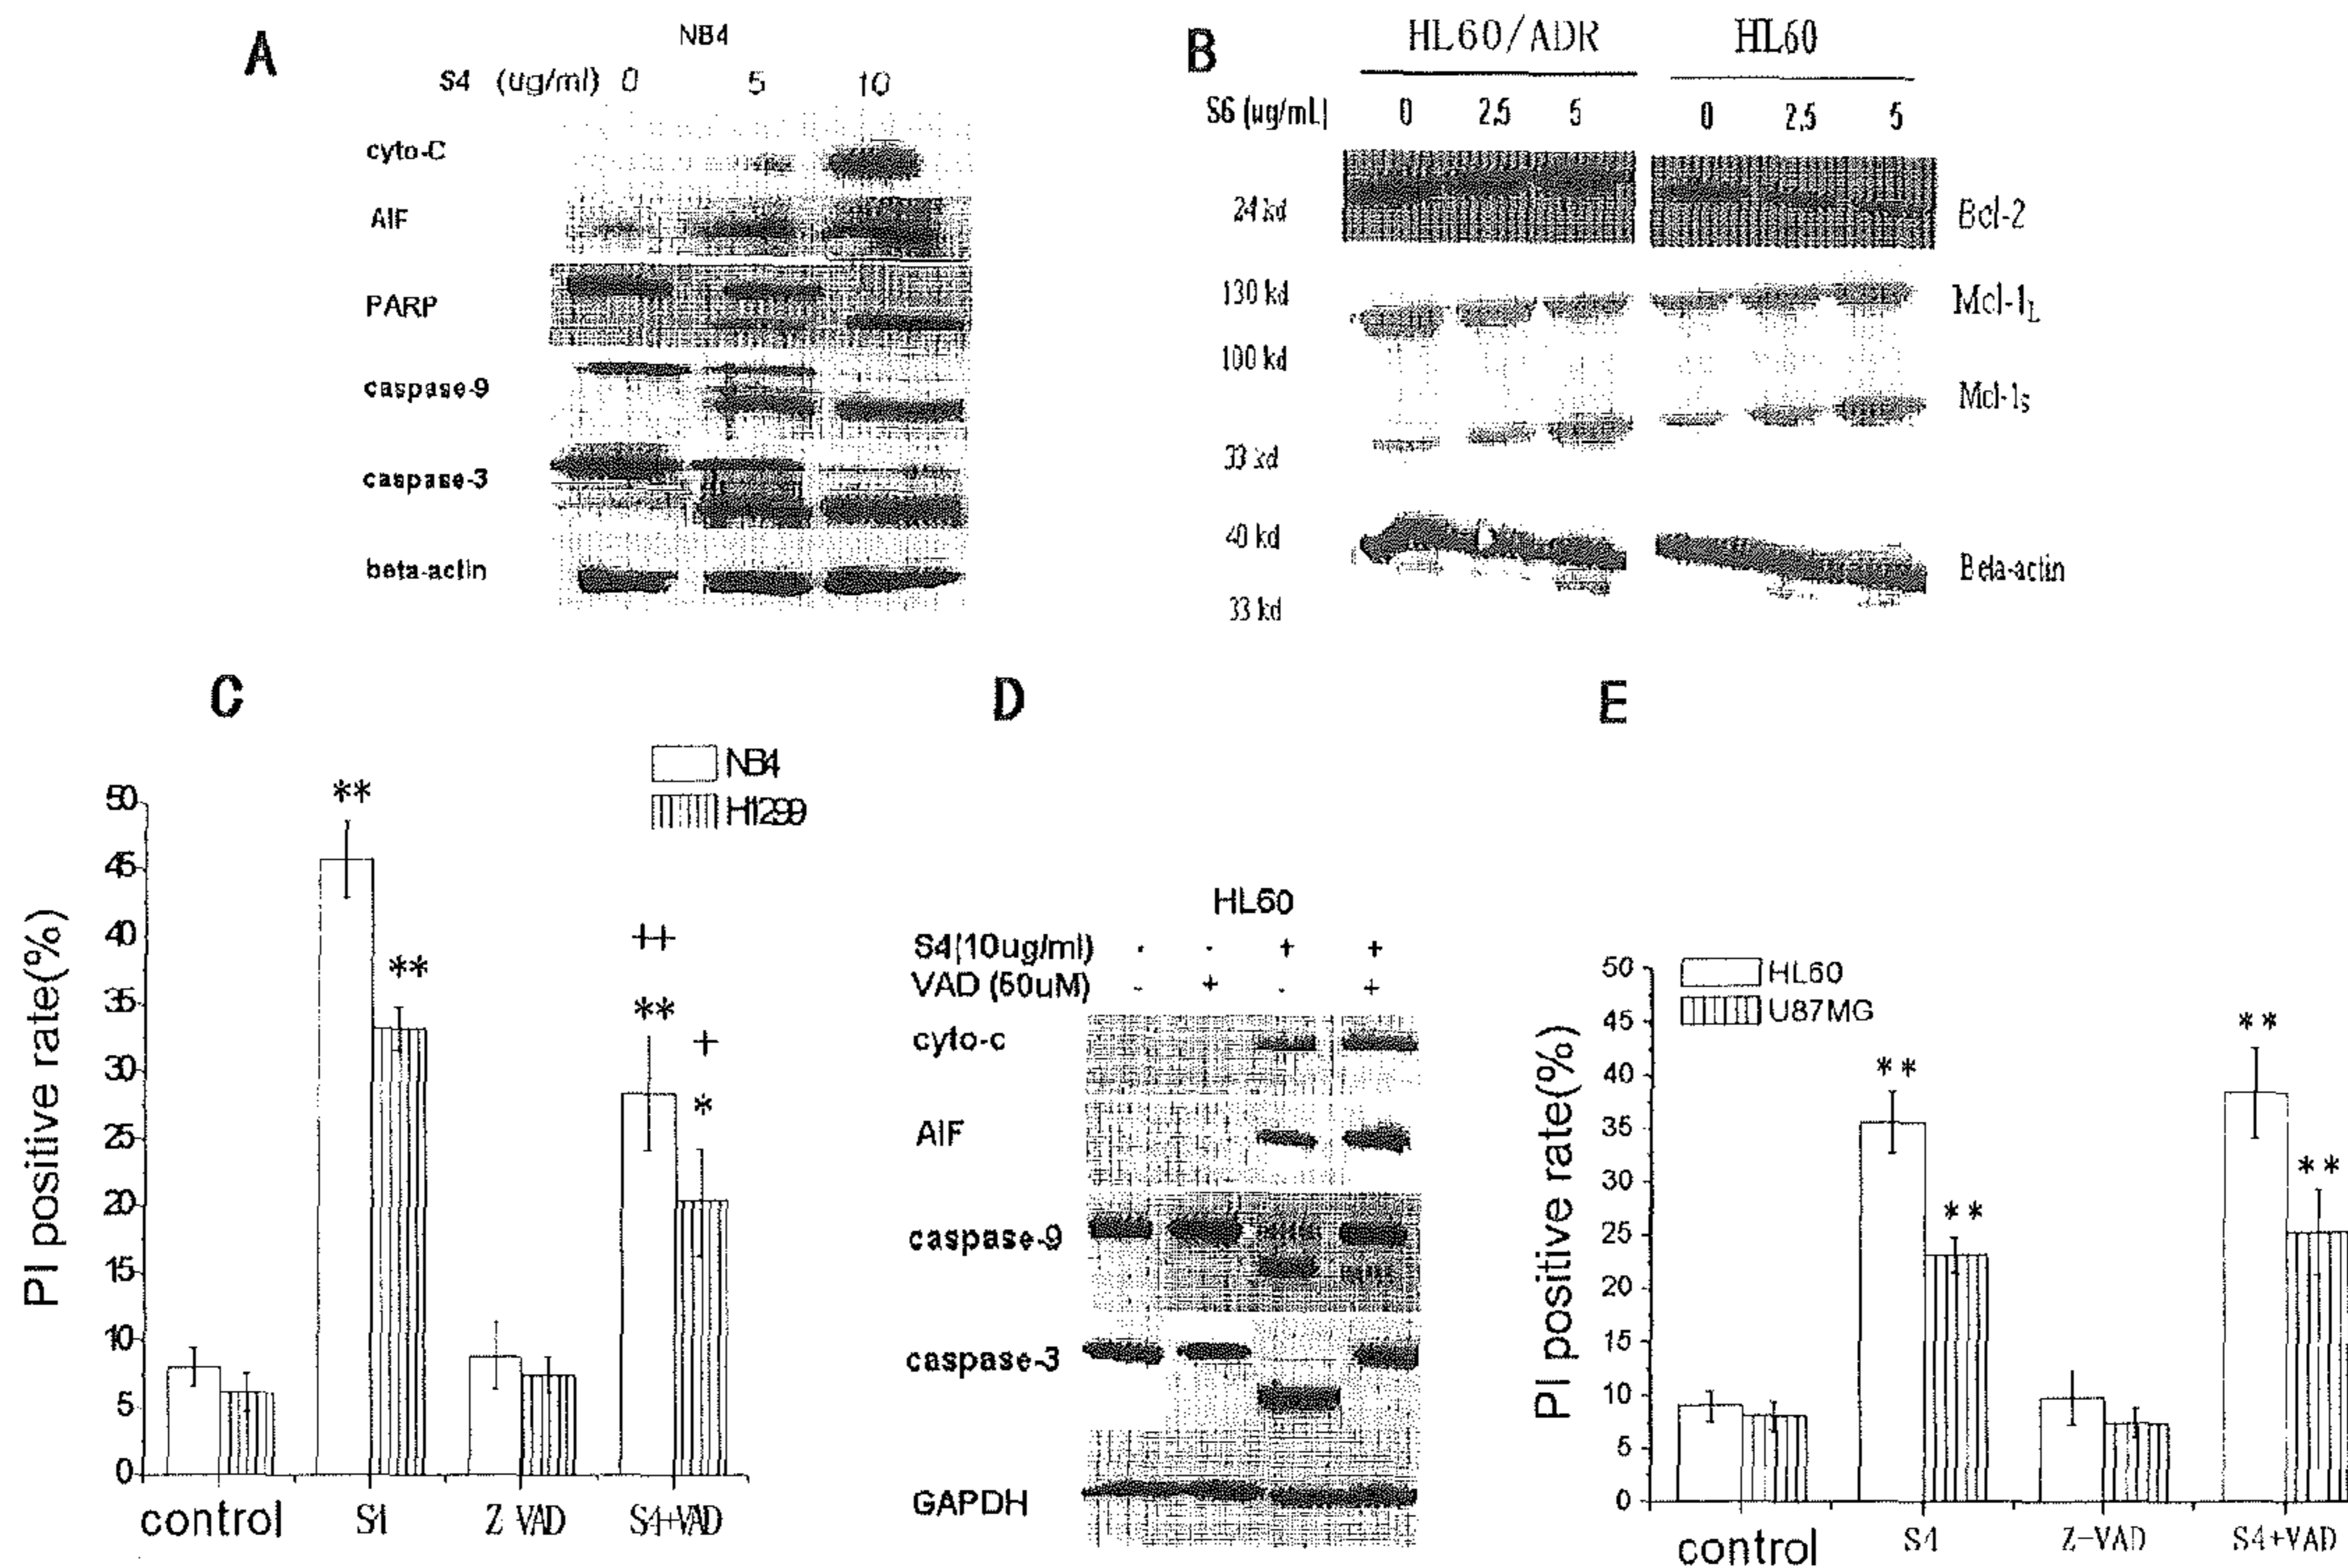 A
NB4
S4 (ug/ml) 0 5 10
cyto-C
AIF
PARP
caspase-9
caspase-3
beta-actin
B
HL60/ADR HL60
S6 (ug/mL) 0 2.5 5 0 2.5 5
24 kd Bcl-2
130 kd Mcl-1L
100 kd
Mcl-1S
33 kd
40 kd
Beta-actin
33 kd
C
NB4
H1299
PI positive rate(%)
50
45
40
35
30
25
20
15
10
5
0
** ** ++ ** + *
control S4 Z VAD S4+VAD
D
HL60
S4(10ug/ml) - - + +
VAD (50uM) - + - +
cyto-c
AIF
caspase-9
caspase-3
GAPDH
E
HL60
U87MG
PI positive rate(%)
50
45
40
35
30
25
20
15
10
5
0
** ** ** **
control S4 Z-VAD S4+VAD